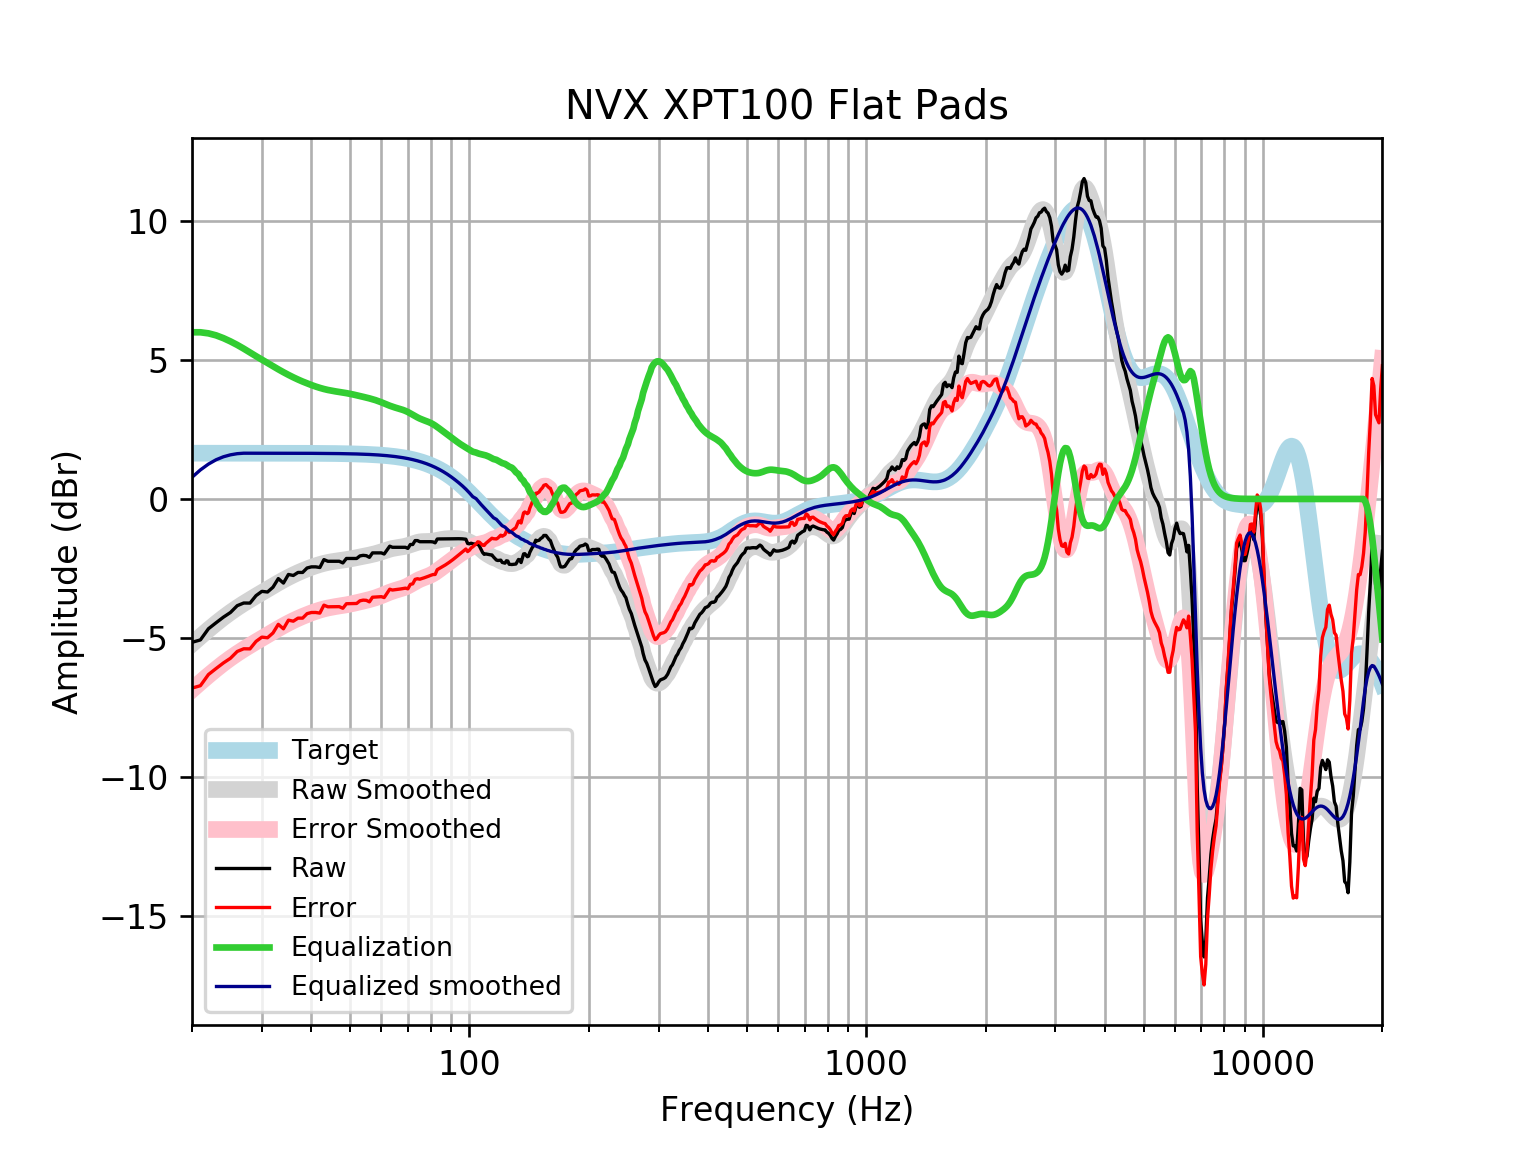 NVX XPT100 Flat Pads
Amplitude (dBr)
10
5
0
−5
−10
−15
Target
Raw Smoothed
Error Smoothed
Raw
Error
Equalization
Equalized smoothed
100
1000
10000
Frequency (Hz)